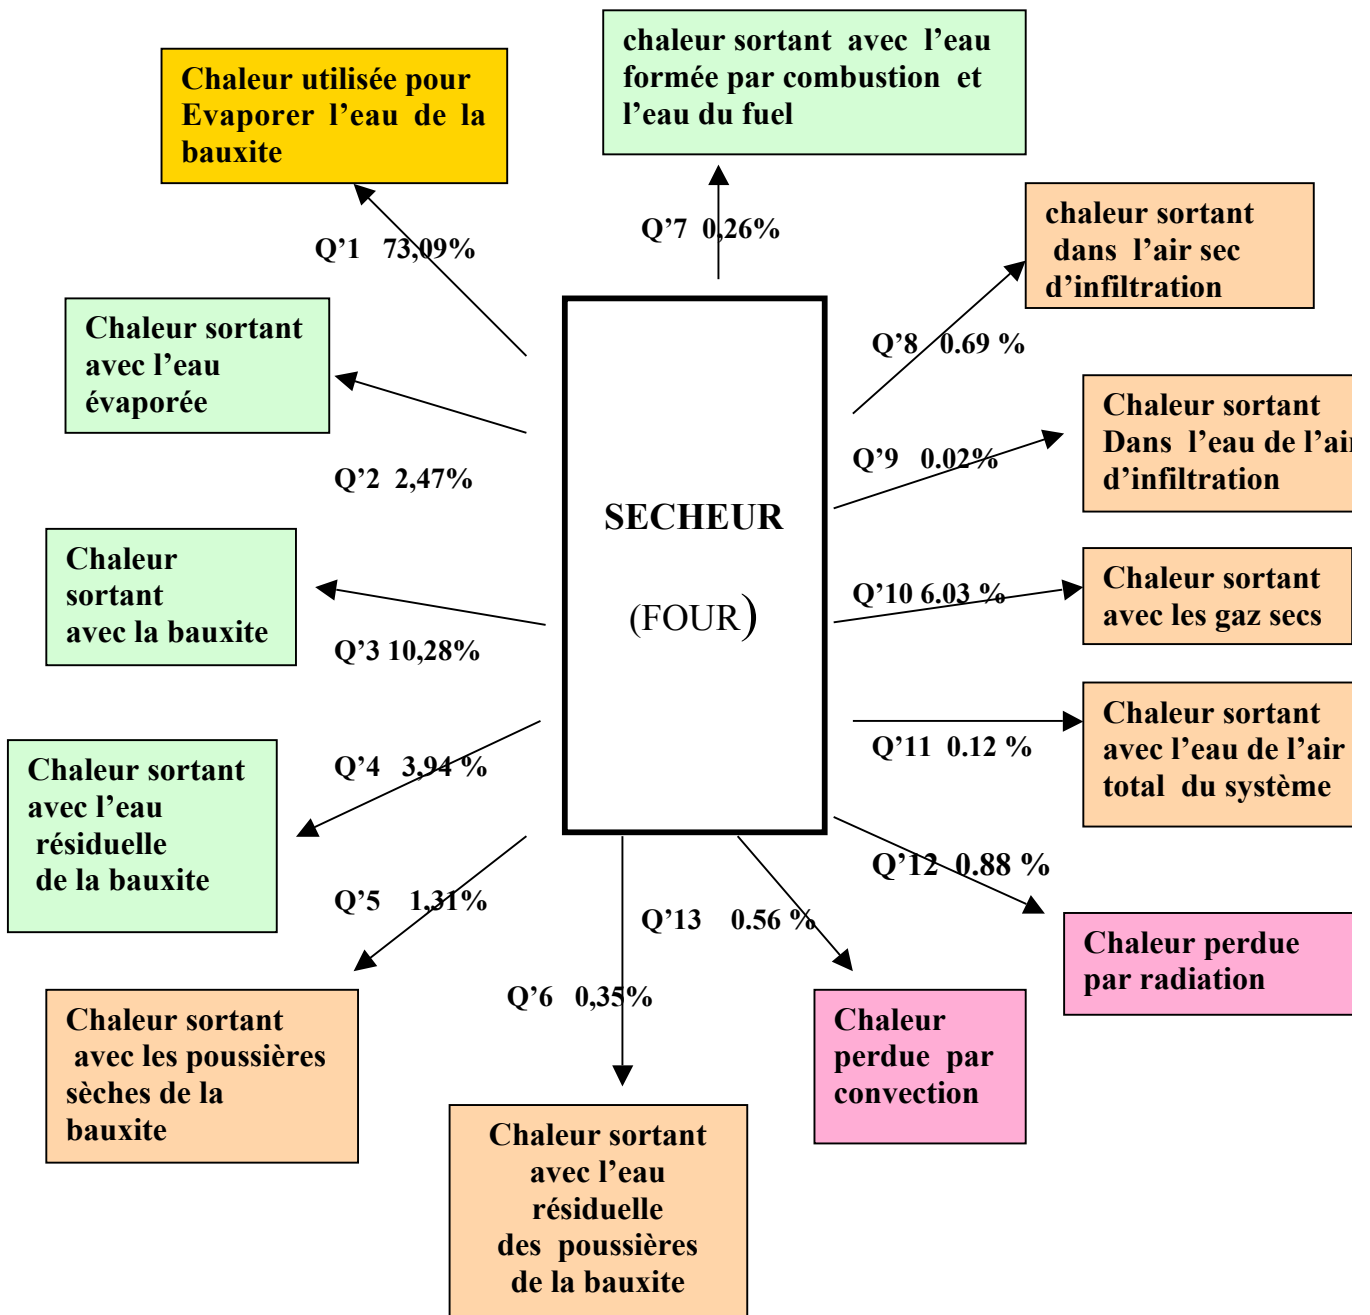 chaleur sortant avec l’eau
formée par combustion et
l’eau du fuel
Chaleur utilisée pour
Evaporer l’eau de la
bauxite
Q’7 0,26%
chaleur sortant
dans l’air sec
d’infiltration
Q’1 73,09%
Chaleur sortant
avec l’eau
évaporée
Q’8 0.69 %
Chaleur sortant
Dans l’eau de l’air
d’infiltration
Q’9 0.02%
Q’2 2,47%
SECHEUR
(FOUR)
Chaleur
sortant
avec la bauxite
Q’10 6.03 %
Chaleur sortant
avec les gaz secs
Q’3 10,28%
Chaleur sortant
avec l’eau de l’air
total du système
Q’11 0.12 %
Q’4 3,94 %
Chaleur sortant
avec l’eau
résiduelle
de la bauxite
Q’12 0.88 %
Q’5 1,31%
Q’13 0.56 %
Chaleur perdue
par radiation
Q’6 0,35%
Chaleur sortant
avec les poussières
sèches de la
bauxite
Chaleur
perdue par
convection
Chaleur sortant
avec l’eau
résiduelle
des poussières
de la bauxite